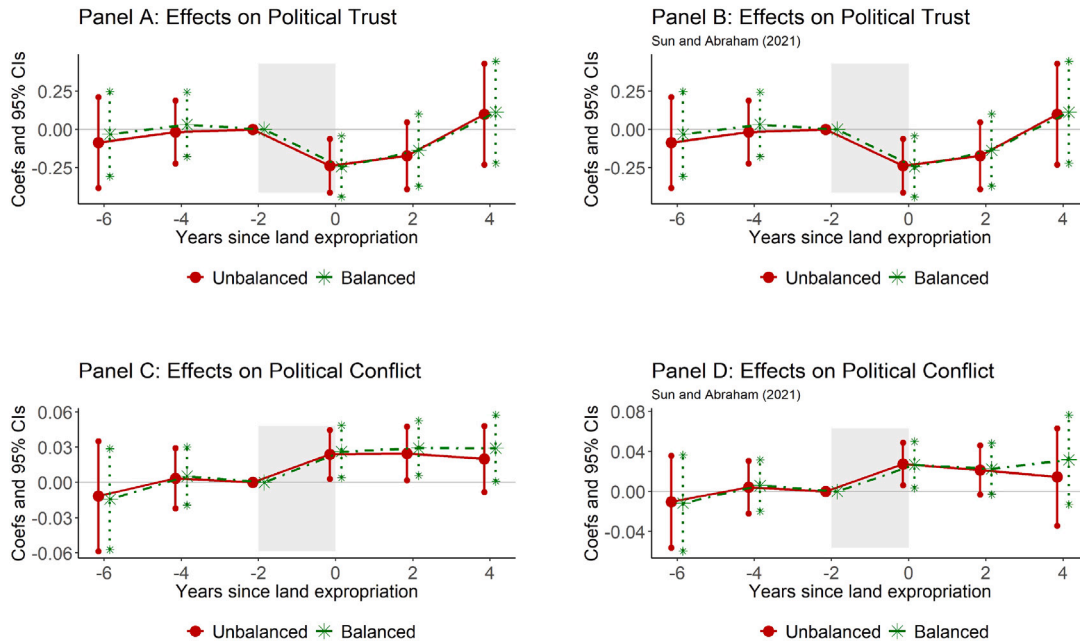 Panel A: Effects on Political Trust
Coefs and 95% CIs
0.25
0.00
-0.25
-6 -4 -2 0 2 4
Years since land expropriation
Unbalanced Balanced
Panel B: Effects on Political Trust
Sun and Abraham (2021)
Coefs and 95% CIs
0.25
0.00
-0.25
-6 -4 -2 0 2 4
Years since land expropriation
Unbalanced Balanced
Panel C: Effects on Political Conflict
Coefs and 95% CIs
0.06
0.03
0.00
-0.03
-0.06
-6 -4 -2 0 2 4
Years since land expropriation
Unbalanced Balanced
Panel D: Effects on Political Conflict
Sun and Abraham (2021)
Coefs and 95% CIs
0.08
0.04
0.00
-0.04
-6 -4 -2 0 2 4
Years since land expropriation
Unbalanced Balanced